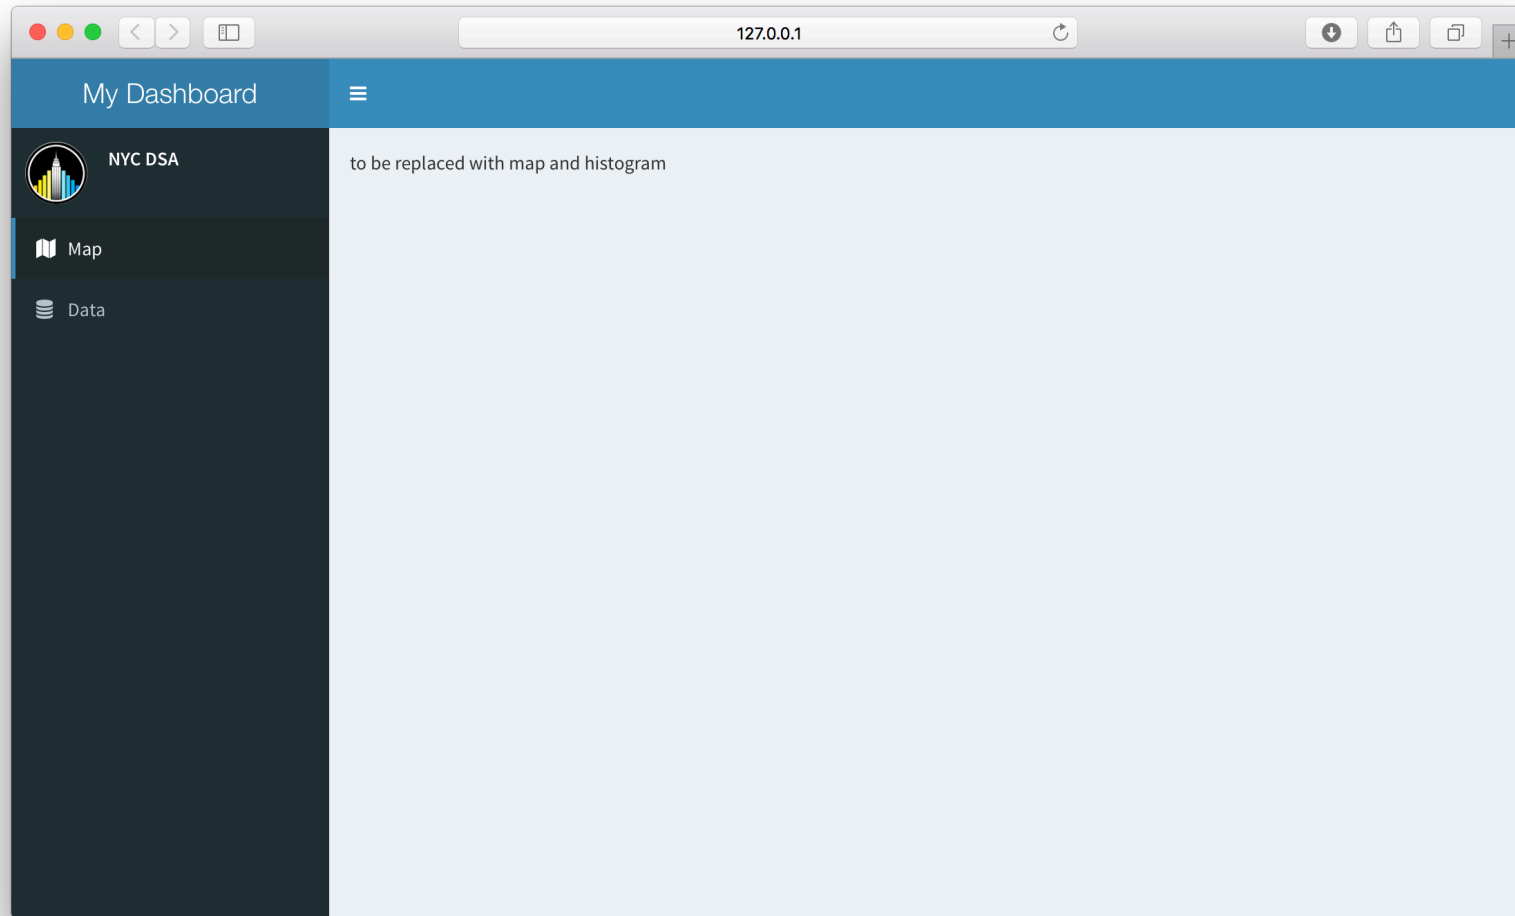 127.0.0.1
My Dashboard
NYC DSA
Map
Data
to be replaced with map and histogram